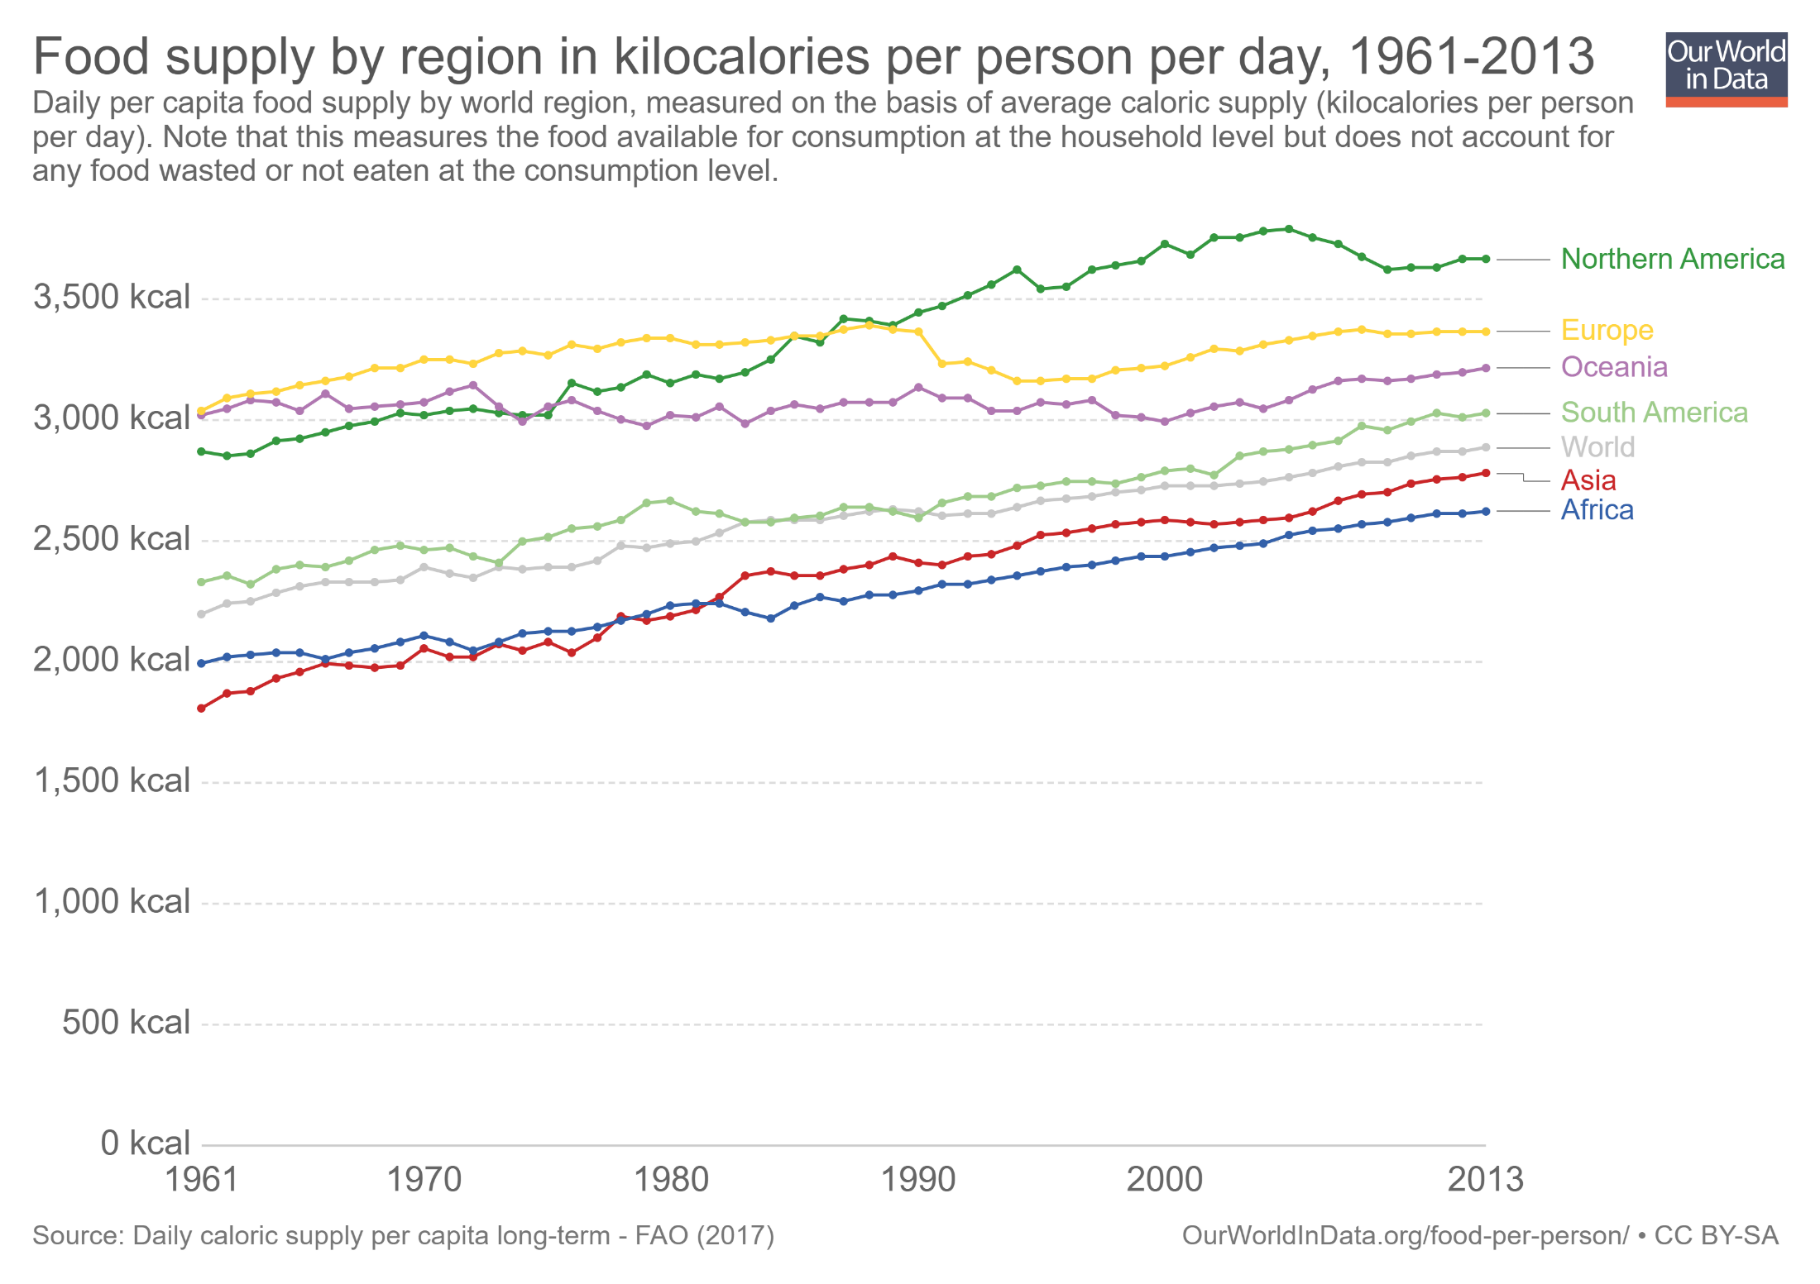 Food supply by region in kilocalories per person per day, 1961-2013
Our World
in Data
Daily per capita food supply by world region, measured on the basis of average caloric supply (kilocalories per person
per day). Note that this measures the food available for consumption at the household level but does not account for
any food wasted or not eaten at the consumption level.
Northern America
3,500 kcal
Europe
Oceania
3,000 kcal
South America
World
Asia
Africa
2,500 kcal
2,000 kcal
1,500 kcal
1,000 kcal
500 kcal
0 kcal
1961 1970 1980 1990 2000 2013
Source: Daily caloric supply per capita long-term - FAO (2017)
OurWorldInData.org/food-per-person/ • CC BY-SA